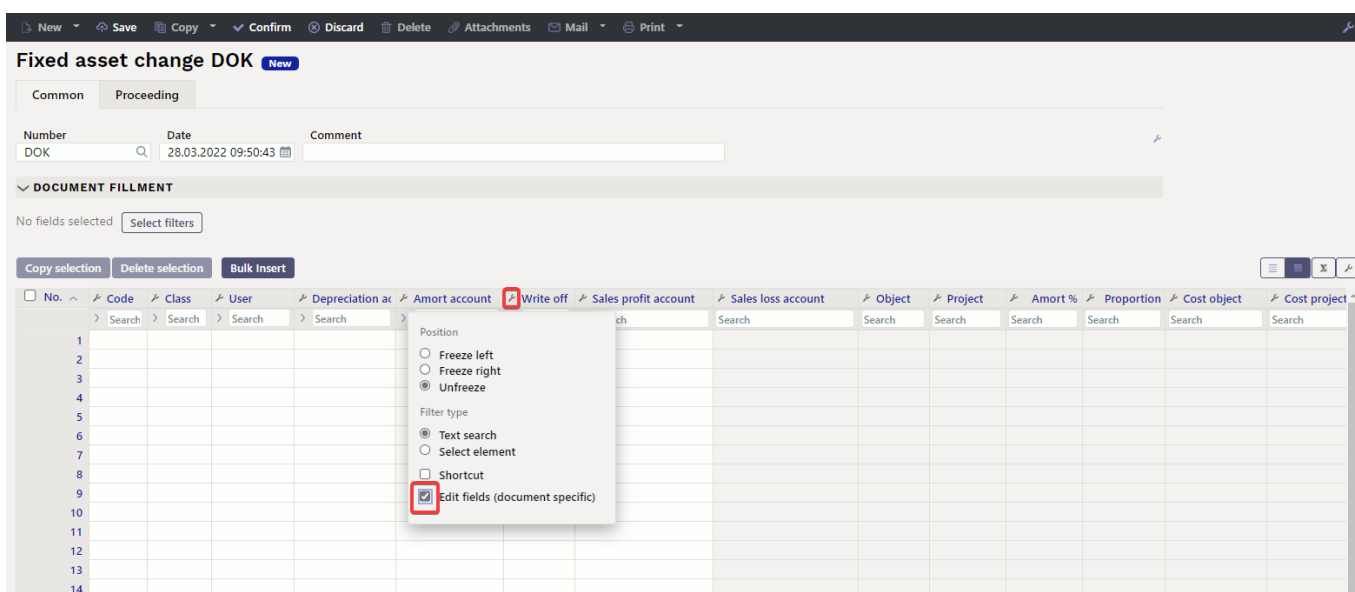 New Save Copy Confirm Discard Delete Attachments Mail Print
Fixed asset change DOK New
Common Proceeding
Number Date Comment
DOK 28.03.2022 09:50:43
DOCUMENT FILLMENT
No fields selected Select filters
Copy selection Delete selection Bulk Insert
No. Code Class User Depreciation ac Amort account Write off Sales profit account Sales loss account Object Project Amort % Proportion Cost object Cost project
Search Search Search Search ch Search Search Search Search Search Search Search
Position
Freeze left
Freeze right
Unfreeze
Filter type
Text search
Select element
Shortcut
Edit fields (document specific)
1
2
3
4
5
6
7
8
9
10
11
12
13
14